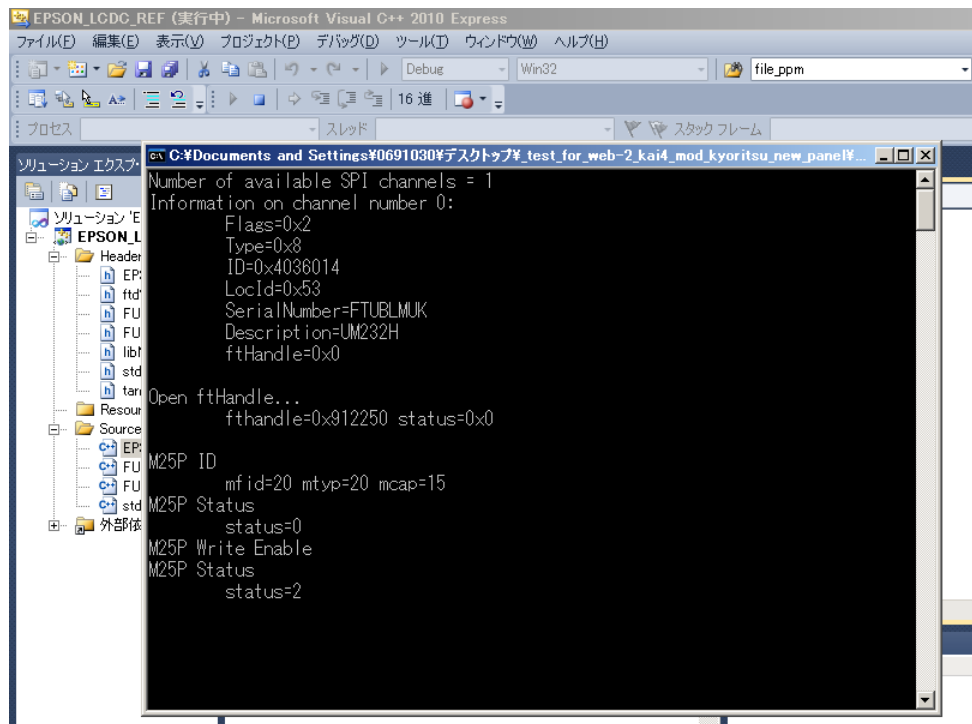 EPSON_LCDC_REF (実行中) - Microsoft Visual C++ 2010 Express
ファイル(F) 編集(E) 表示(V) プロジェクト(P) デバッグ(D) ツール(T) ウィンドウ(W) ヘルプ(H)
Debug Win32 file_ppm
16 進
プロセス スレッド スタック フレーム
ソリューション エクスプ
C:¥Documents and Settings¥0691030¥デスクトップ¥_test_for_web-2_kai4_mod_kyoritsu_new_panel¥...
ソリューション 'E
EPSON_L
Header
EP
ftd
FU
FU
lib
std
tar
Resour
Source
EP
FU
FU
std
外部依
Number of available SPI channels = 1
Information on channel number 0:
Flags=0x2
Type=0x8
ID=0x4036014
LocId=0x53
SerialNumber=FTUBLMUK
Description=UM232H
ftHandle=0x0
Open ftHandle...
fthandle=0x912250 status=0x0
M25P ID
mfid=20 mtyp=20 mcap=15
M25P Status
status=0
M25P Write Enable
M25P Status
status=2